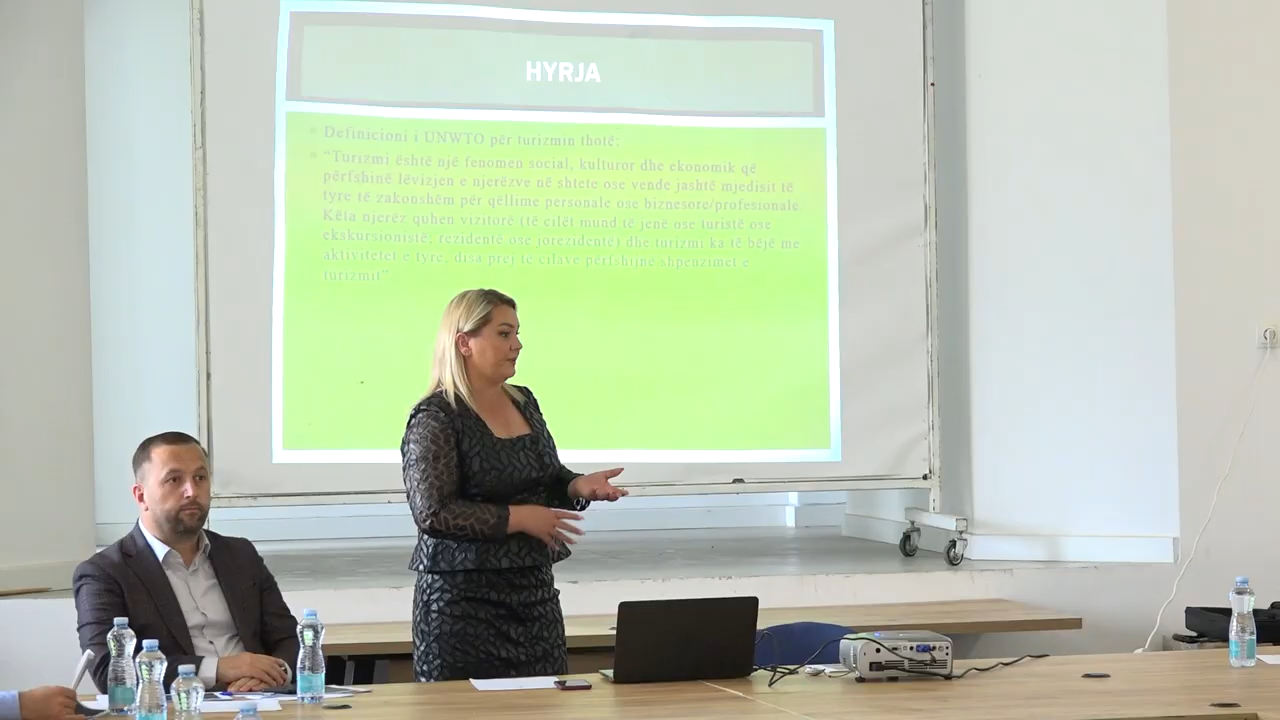 HYRJA
Definicioni i UNWTO për turizmin thotë:
“Turizmi është një fenomen social, kulturor dhe ekonomik që
përfshinë lëvizjen e njerëzve në shtete ose vende jashtë mjedisit të
tyre të zakonshëm për qëllime personale ose biznesore/profesionale.
Këta njerëz quhen vizitorë (të cilët mund të jenë ose turistë ose
ekskursionistë; rezidentë ose jorezidentë) dhe turizmi ka të bëjë me
aktivitetet e tyre, disa prej të cilave përfshijnë shpenzimet e
turizmit”